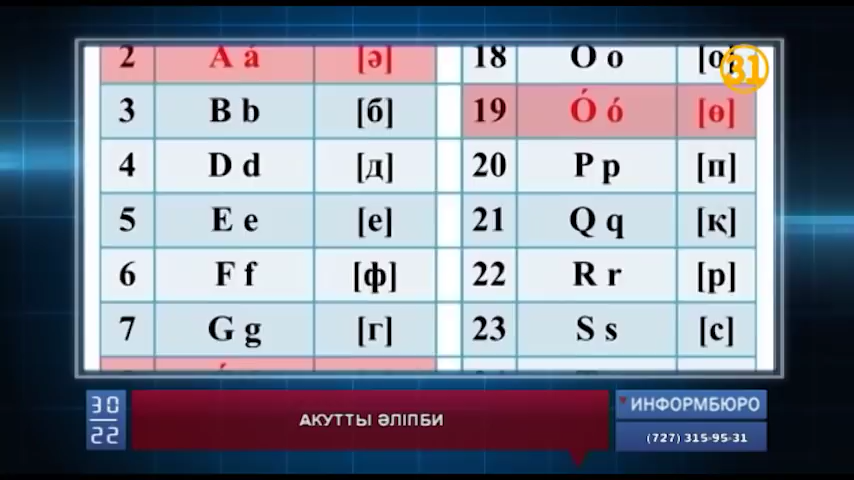 2 Á á [ə] 18 O o [о]
31
3 B b [б] 19 Ó ó [ө]
4 D d [д] 20 P p [п]
5 E e [е] 21 Q q [қ]
6 F f [ф] 22 R r [р]
7 G g [г] 23 S s [с]
30
22
АКУТТЫ ӘЛІПБИ
ИНФОРМБЮРО
(727) 315-95-31